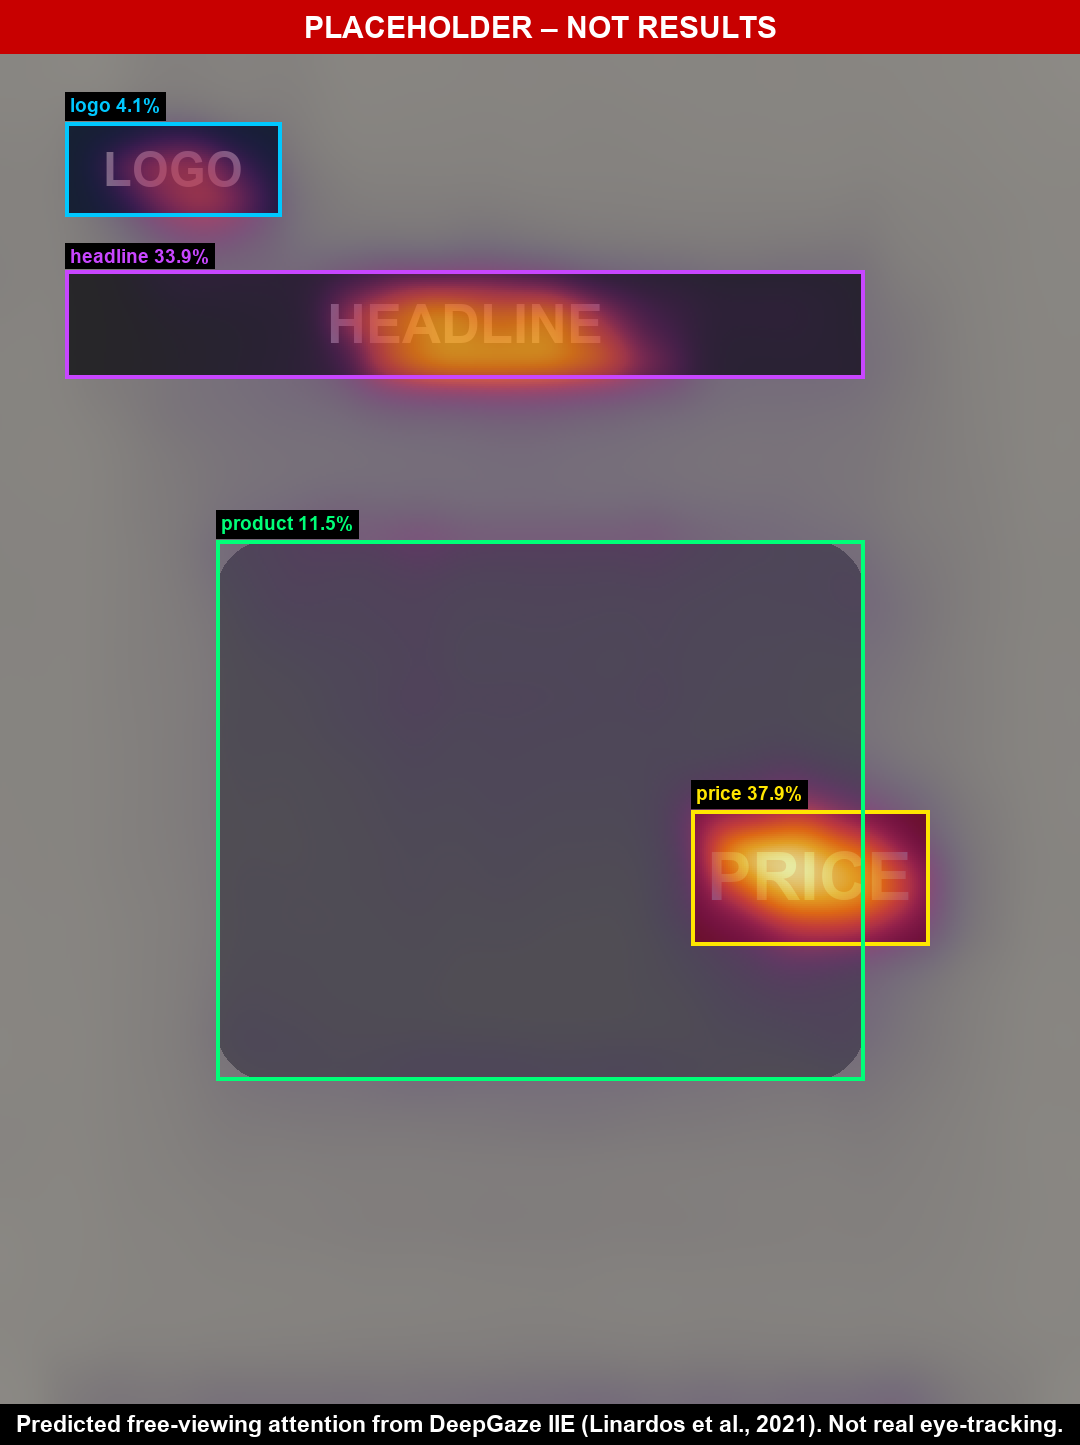 PLACEHOLDER – NOT RESULTS
logo 4.1%
LOGO
headline 33.9%
HEADLINE
product 11.5%
price 37.9%
PRICE
Predicted free-viewing attention from DeepGaze IIE (Linardos et al., 2021). Not real eye-tracking.